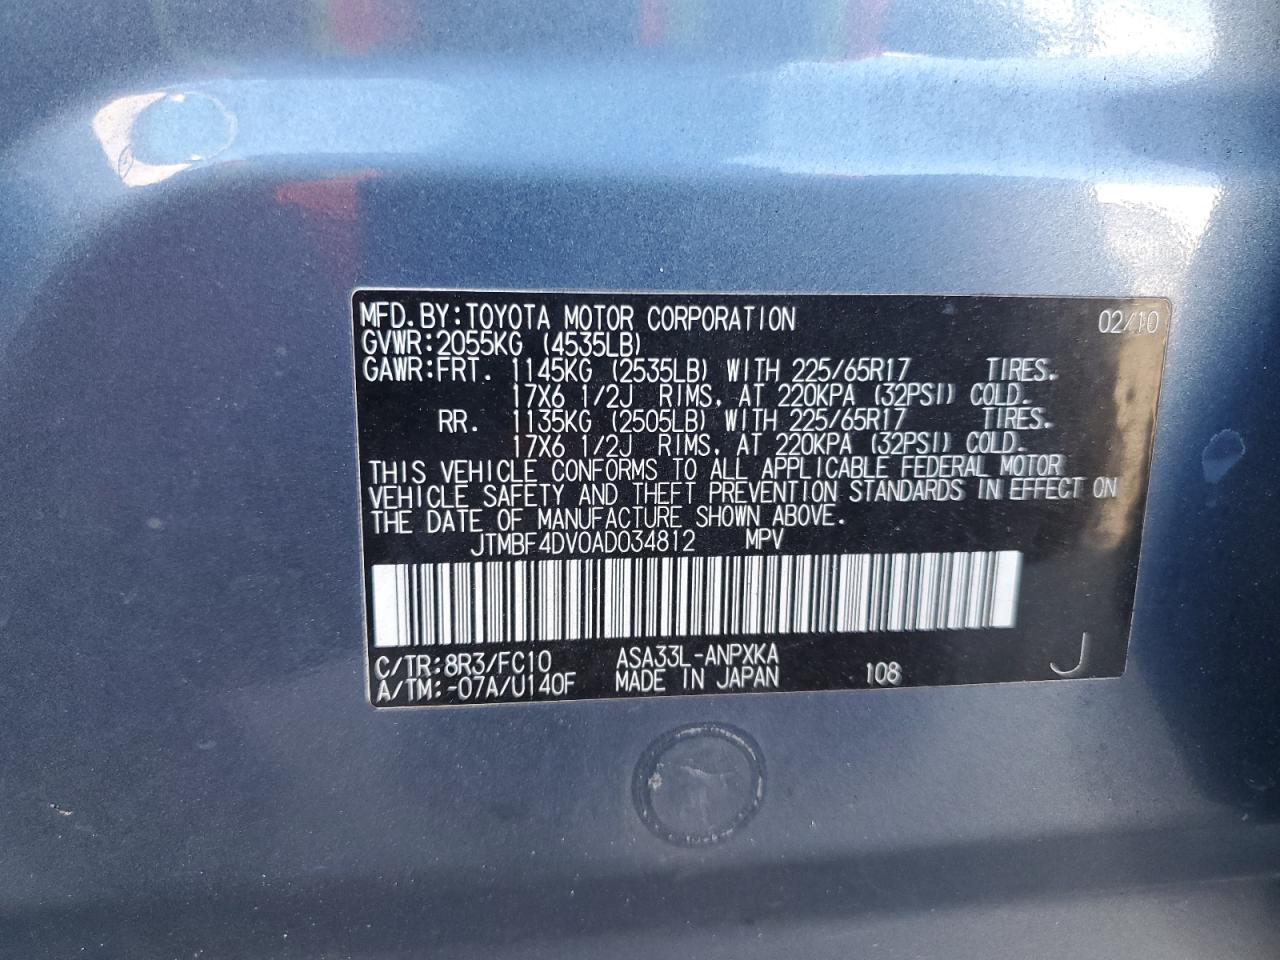 MFD. BY: TOYOTA MOTOR CORPORATION 02/10
GVWR: 2055KG (4535LB)
GAWR: FRT. 1145KG (2535LB) WITH 225/65R17 TIRES.
17X6 1/2J RIMS, AT 220KPA (32PSI) COLD.
RR. 1135KG (2505LB) WITH 225/65R17 TIRES.
17X6 1/2J RIMS, AT 220KPA (32PSI) COLD.
THIS VEHICLE CONFORMS TO ALL APPLICABLE FEDERAL MOTOR
VEHICLE SAFETY AND THEFT PREVENTION STANDARDS IN EFFECT ON
THE DATE OF MANUFACTURE SHOWN ABOVE.
JTMBF4DV0AD034812 MPV
C/TR: 8R3/FC10 ASA33L-ANPXKA
A/TM: -07A/U140F MADE IN JAPAN 108 J